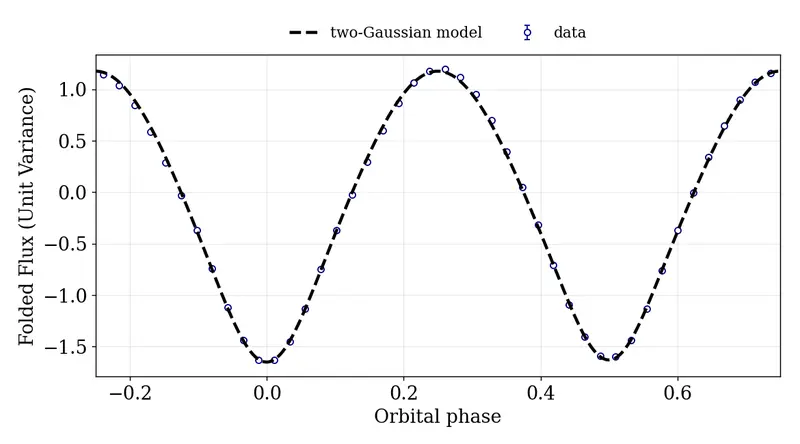 two-Gaussian model
data
Folded Flux (Unit Variance)
1.0
0.5
0.0
−0.5
−1.0
−1.5
−0.2
0.0
0.2
0.4
0.6
Orbital phase